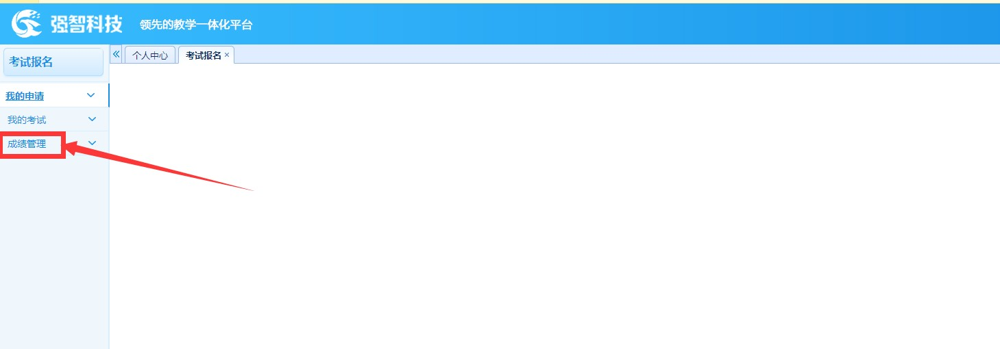 强智科技 领先的教学一体化平台
考试报名
个人中心 考试报名 ×
我的申请
我的考试
成绩管理